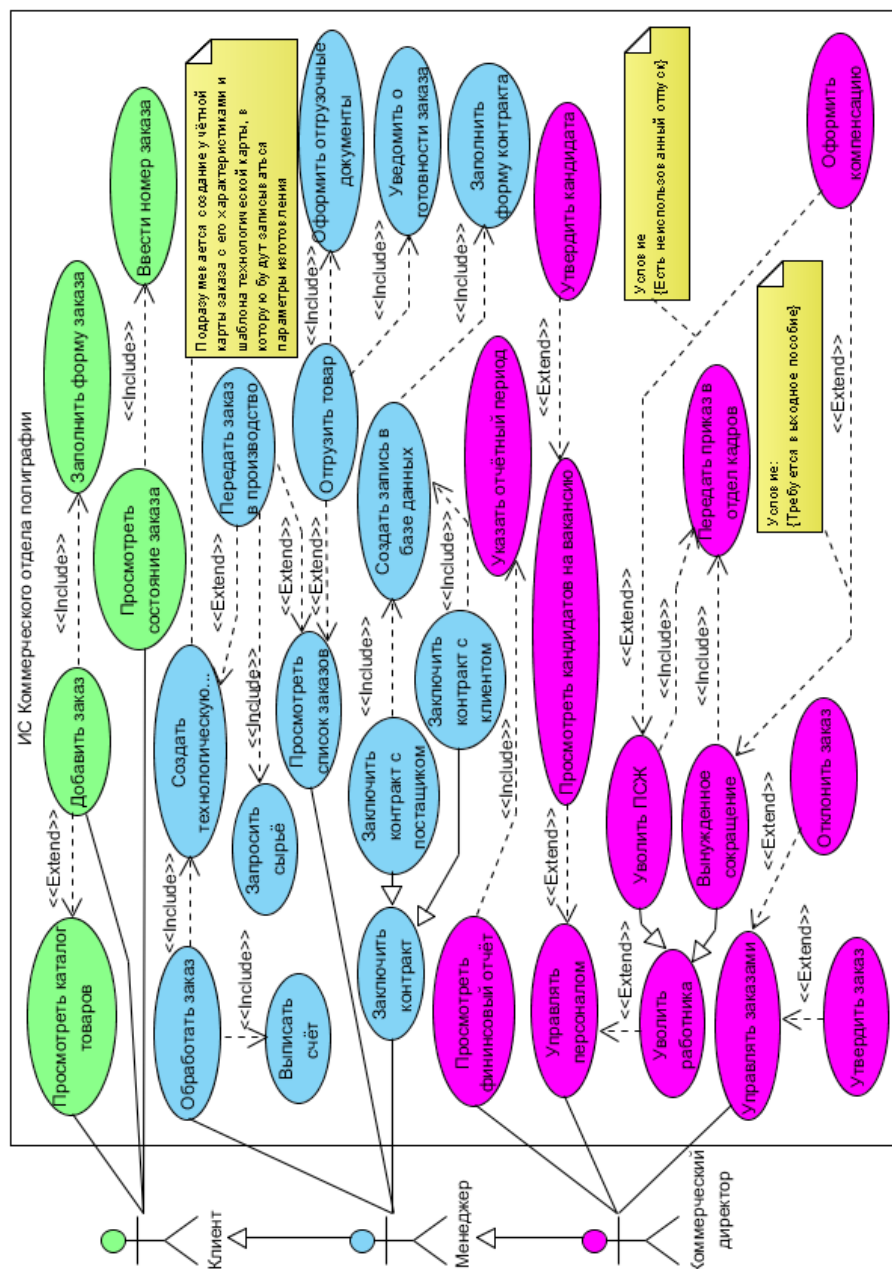 ИС Коммерческого отдела полиграфии
Просмотреть каталог
товаров
<<Extend>>
Добавить заказ
<<Include>>
Заполнить форму заказа
Просмотреть
состояние заказа
<<Include>>
Ввести номер заказа
Клиент
Обработать заказ
<<Include>>
Создать
технологическую...
Подразумевается создание учётной
карты заказа с его характеристиками и
шаблона технологической карты, в
которую будут записываться
параметры изготовления
<<Include>>
Выписать
счёт
<<Extend>>
Передать заказ
в производство
Запросить
сырьё
<<Extend>>
Просмотреть
список заказов
<<Extend>>
Отгрузить товар
<<Include>>
Оформить отгрузочные
документы
<<Include>>
Уведомить о
готовности заказа
Менеджер
Заключить
контракт
Заключить
контракт с
постащиком
<<Include>>
Создать запись в
базе данных
<<Include>>
Заполнить
форму контракта
Заключить
контракт с
клиентом
<<Include>>
Просмотреть
фининсовый отчёт
<<Include>>
Указать отчётный период
Управлять
персоналом
<<Extend>>
Просмотреть кандидатов на вакансию
<<Extend>>
Утвердить кандидата
Коммерческий
директор
<<Extend>>
Уволить
работника
Уволить ПСЖ
<<Extend>>
Условие
{Есть неиспользованный отпуск}
<<Include>>
Передать приказ в
отдел кадров
Вынужденное
сокращение
<<Include>>
Условие:
{Требуется выходное пособие}
<<Extend>>
Оформить
компенсацию
Управлять заказами
<<Extend>>
Отклонить заказ
<<Extend>>
Утвердить заказ